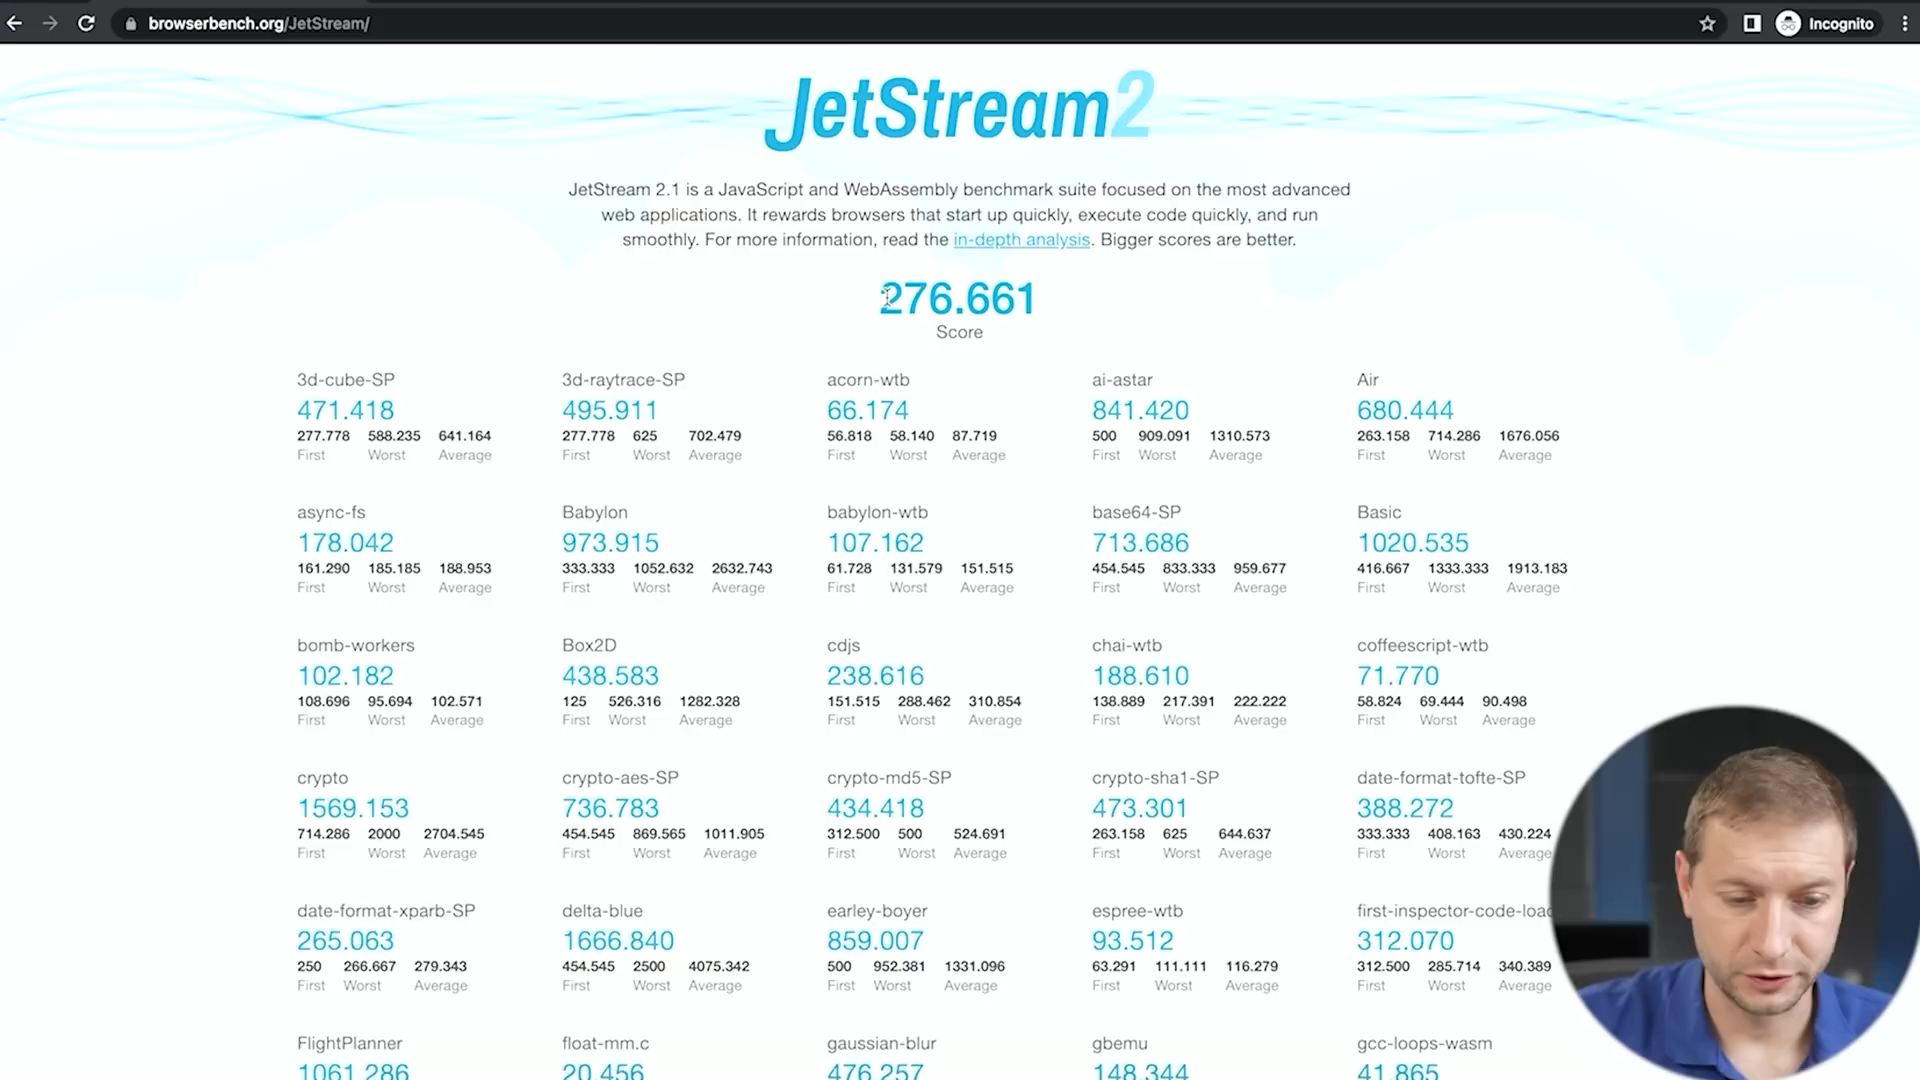 browserbench.org/JetStream/
Incognito
JetStream2
JetStream 2.1 is a JavaScript and WebAssembly benchmark suite focused on the most advanced
web applications. It rewards browsers that start up quickly, execute code quickly, and run
smoothly. For more information, read the in-depth analysis. Bigger scores are better.
276.661
Score
3d-cube-SP 3d-raytrace-SP acorn-wtb ai-astar Air
471.418 495.911 66.174 841.420 680.444
277.778 588.235 641.164 277.778 625 702.479 56.818 58.140 87.719 500 909.091 1310.573 263.158 714.286 1676.056
First Worst Average First Worst Average First Worst Average First Worst Average First Worst Average
async-fs Babylon babylon-wtb base64-SP Basic
178.042 973.915 107.162 713.686 1020.535
161.290 185.185 188.953 333.333 1052.632 2632.743 61.728 131.579 151.515 454.545 833.333 959.677 416.667 1333.333 1913.183
First Worst Average First Worst Average First Worst Average First Worst Average First Worst Average
bomb-workers Box2D cdjs chai-wtb coffeescript-wtb
102.182 438.583 238.616 188.610 71.770
108.696 95.694 102.571 125 526.316 1282.328 151.515 288.462 310.854 138.889 217.391 222.222 58.824 69.444 90.498
First Worst Average First Worst Average First Worst Average First Worst Average First Worst Average
crypto crypto-aes-SP crypto-md5-SP crypto-sha1-SP date-format-tofte-SP
1569.153 736.783 434.418 473.301 388.272
714.286 2000 2704.545 454.545 869.565 1011.905 312.500 500 524.691 263.158 625 644.637 333.333 408.163 430.224
First Worst Average First Worst Average First Worst Average First Worst Average First Worst Average
date-format-xparb-SP delta-blue earley-boyer espree-wtb first-inspector-code-load
265.063 1666.840 859.007 93.512 312.070
250 266.667 279.343 454.545 2500 4075.342 500 952.381 1331.096 63.291 111.111 116.279 312.500 285.714 340.389
First Worst Average First Worst Average First Worst Average First Worst Average First Worst Average
FlightPlanner float-mm.c gaussian-blur gbemu gcc-loops-wasm
1061.286 20.456 476.257 148.344 41.865